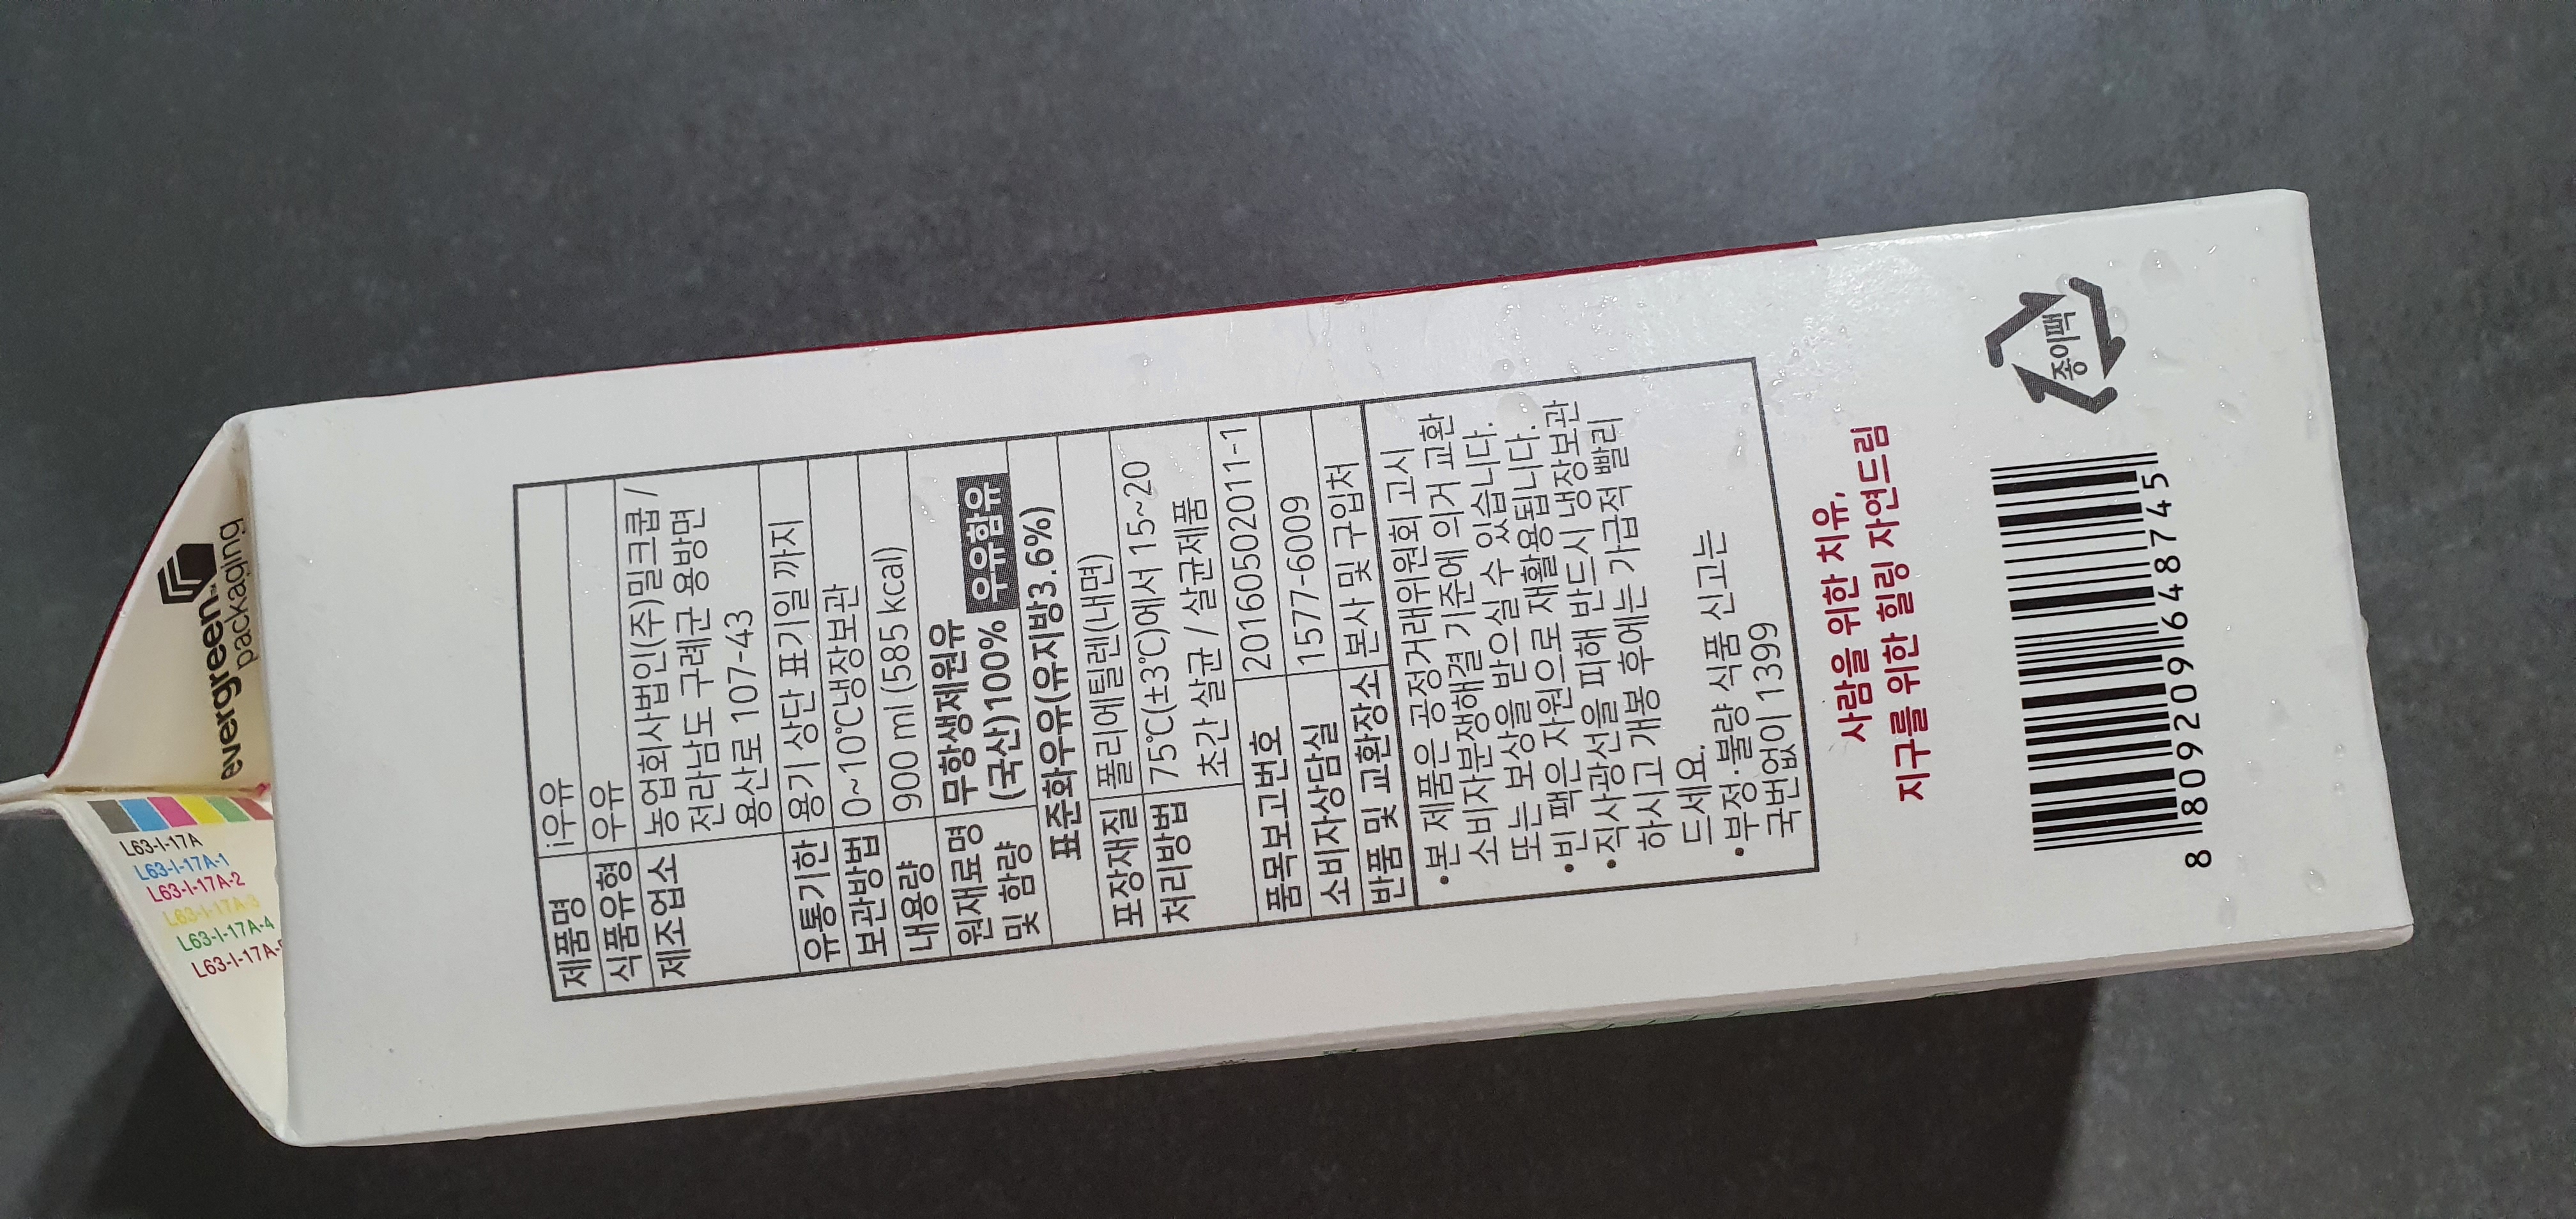 evergreen™
packaging
L63-I-17A
L63-I-17A-1
L63-I-17A-2
L63-I-17A-3
L63-I-17A-4
L63-I-17A-
제품명 i우유
식품유형 우유
제조업소 농업회사법인(주)밀크쿱 /
전라남도 구례군 용방면
용산로 107-43
유통기한 용기 상단 표기일 까지
보관방법 0~10℃냉장보관
내용량 900 ml (585 kcal)
원재료명 무항생제원유
및 함량 (국산)100% 우유함유
표준화우유(유지방3.6%)
포장재질 폴리에틸렌(내면)
처리방법 75℃(±3℃)에서 15~20
초간 살균 / 살균제품
품목보고번호 20160502011-1
소비자상담실 1577-6009
반품 및 교환장소 본사 및 구입처
•본 제품은 공정거래위원회 고시
소비자분쟁해결 기준에 의거 교환
또는 보상을 받으실 수 있습니다.
•빈 팩은 자원으로 재활용됩니다.
•직사광선을 피해 반드시 냉장보관
하시고 개봉 후에는 가급적 빨리
드세요.
•부정·불량 식품 신고는
국번없이 1399
사람을 위한 치유,
지구를 위한 힐링 자연드림
종이팩
8 809209 648745